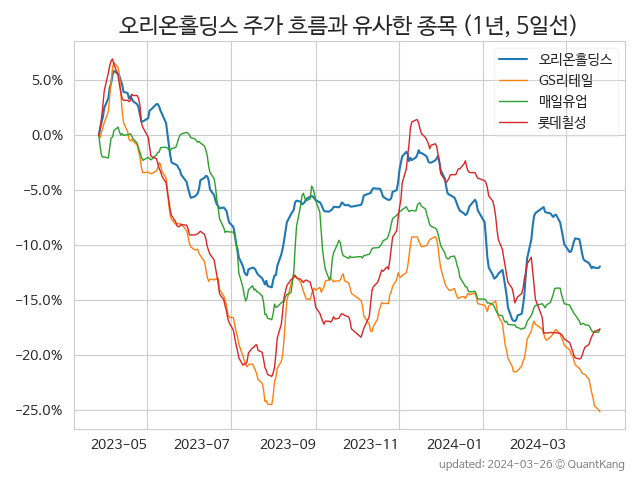 오리온홀딩스 주가 흐름과 유사한 종목 (1년, 5일선)
오리온홀딩스
GS리테일
매일유업
롯데칠성
5.0%
0.0%
−5.0%
−10.0%
−15.0%
−20.0%
−25.0%
2023-05 2023-07 2023-09 2023-11 2024-01 2024-03
updated: 2024-03-26 © QuantKang